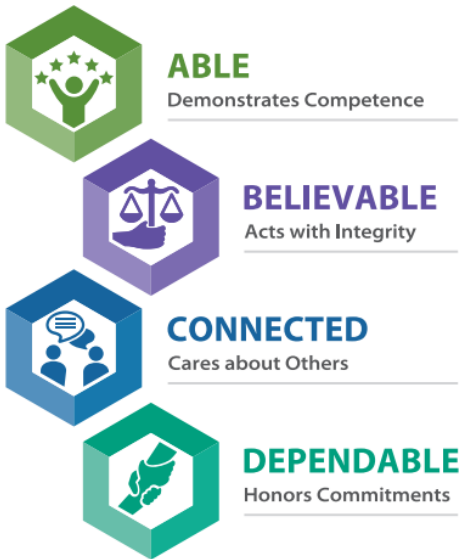 ABLE
Demonstrates Competence
BELIEVABLE
Acts with Integrity
CONNECTED
Cares about Others
DEPENDABLE
Honors Commitments